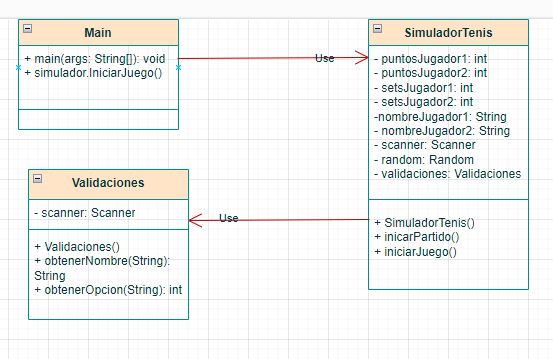 Main
+ main(args: String[]): void
+ simulador.IniciarJuego()
Use
SimuladorTenis
- puntosJugador1: int
- puntosJugador2: int
- setsJugador1: int
- setsJugador2: int
-nombreJugador1: String
- nombreJugador2: String
- scanner: Scanner
- random: Random
- validaciones: Validaciones
+ SimuladorTenis()
+ inicarPartido()
+ iniciarJuego()
Validaciones
- scanner: Scanner
+ Validaciones()
+ obtenerNombre(String):
String
+ obtenerOpcion(String): int
Use